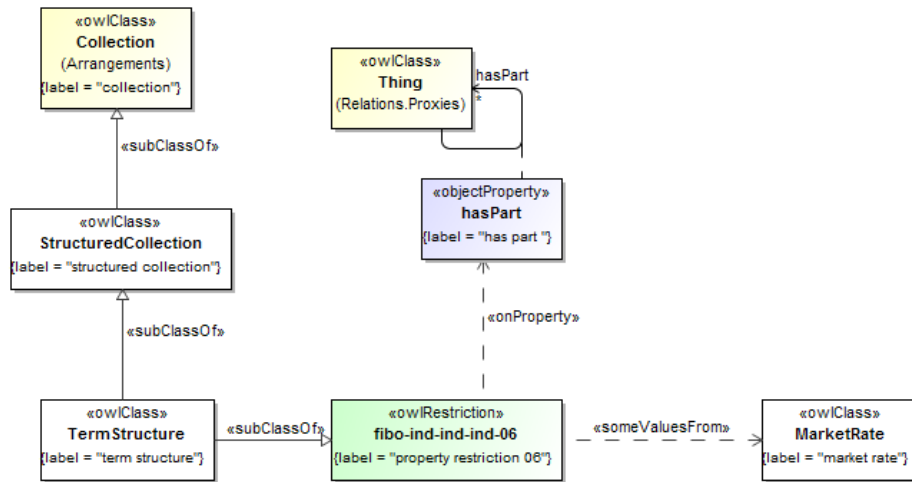 «owlClass»
Collection
(Arrangements)
{label = "collection"}
«owlClass»
Thing
(Relations.Proxies)
hasPart
*
«subClassOf»
«objectProperty»
hasPart
{label = "has part "}
«owlClass»
StructuredCollection
{label = "structured collection"}
«onProperty»
«subClassOf»
«owlClass»
TermStructure
{label = "term structure"}
«subClassOf»
«owlRestriction»
fibo-ind-ind-ind-06
{label = "property restriction 06"}
«someValuesFrom»
«owlClass»
MarketRate
{label = "market rate"}